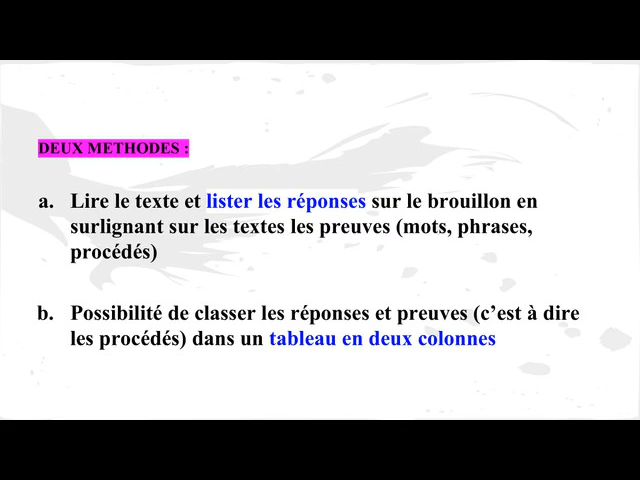 DEUX METHODES :
a. Lire le texte et lister les réponses sur le brouillon en
surlignant sur les textes les preuves (mots, phrases,
procédés)
b. Possibilité de classer les réponses et preuves (c’est à dire
les procédés) dans un tableau en deux colonnes